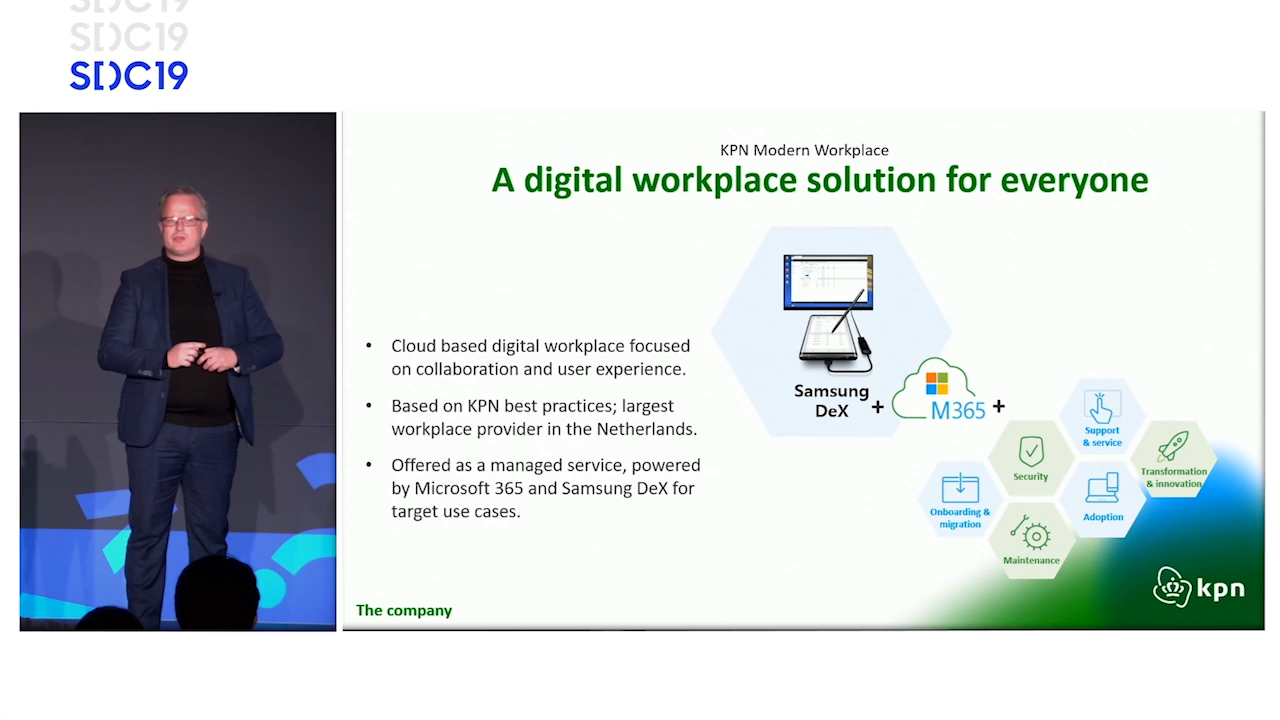 SDC19
SDC19
SDC19
KPN Modern Workplace
A digital workplace solution for everyone
• Cloud based digital workplace focused
on collaboration and user experience.
• Based on KPN best practices; largest
workplace provider in the Netherlands.
• Offered as a managed service, powered
by Microsoft 365 and Samsung DeX for
target use cases.
Samsung
DeX
+
M365
+
Support
& service
Security
Transformation
& innovation
Onboarding &
migration
Adoption
Maintenance
The company
kpn